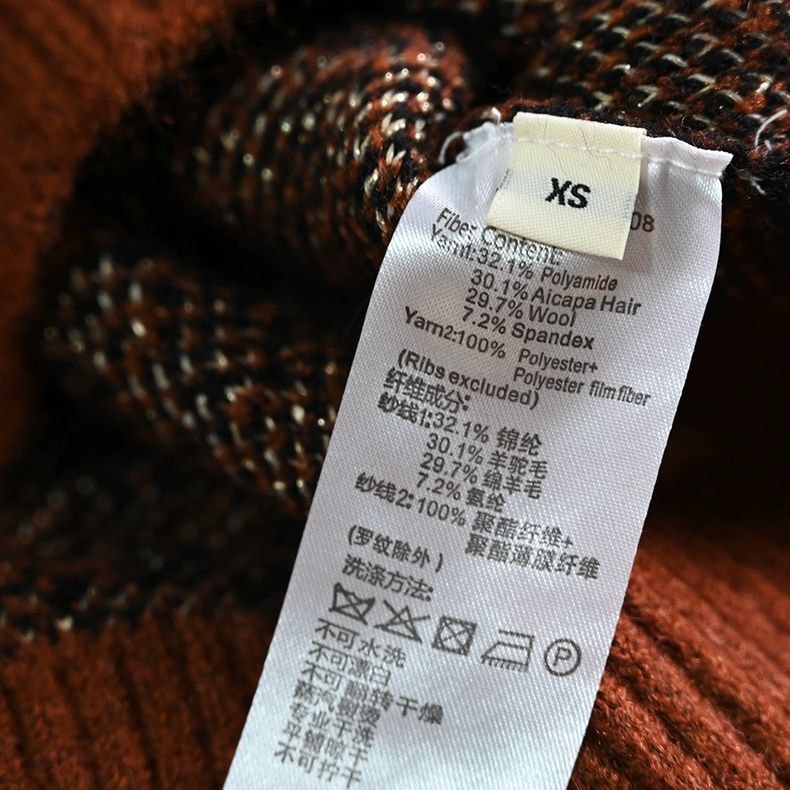 XS
08
Fiber Content:
Yarn1:32.1% Polyamide
30.1% Aicapa Hair
29.7% Wool
7.2% Spandex
Yarn2:100% Polyester+
Polyester film fiber
(Ribs excluded)
纤维成分:
纱线1:32.1% 锦纶
30.1% 羊驼毛
29.7% 绵羊毛
7.2% 氨纶
纱线2:100% 聚酯纤维+
聚酯薄膜纤维
(罗纹除外)
洗涤方法:
P
不可水洗
不可漂白
不可翻转干燥
蒸汽熨烫
专业干洗
平铺晾干
不可拧干